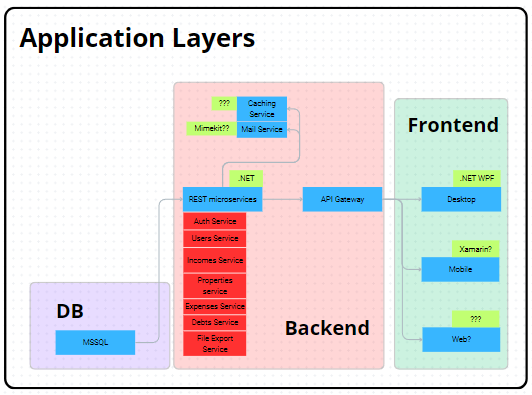 Application Layers
???
Caching
Service
Mimekit??
Mail Service
Frontend
.NET
.NET WPF
REST microservices
API Gateway
Desktop
Auth Service
Users Service
Xamarin?
Incomes Service
Mobile
Properties
service
DB
Expenses Service
???
Debts Service
Backend
MSSQL
File Export
Service
Web?